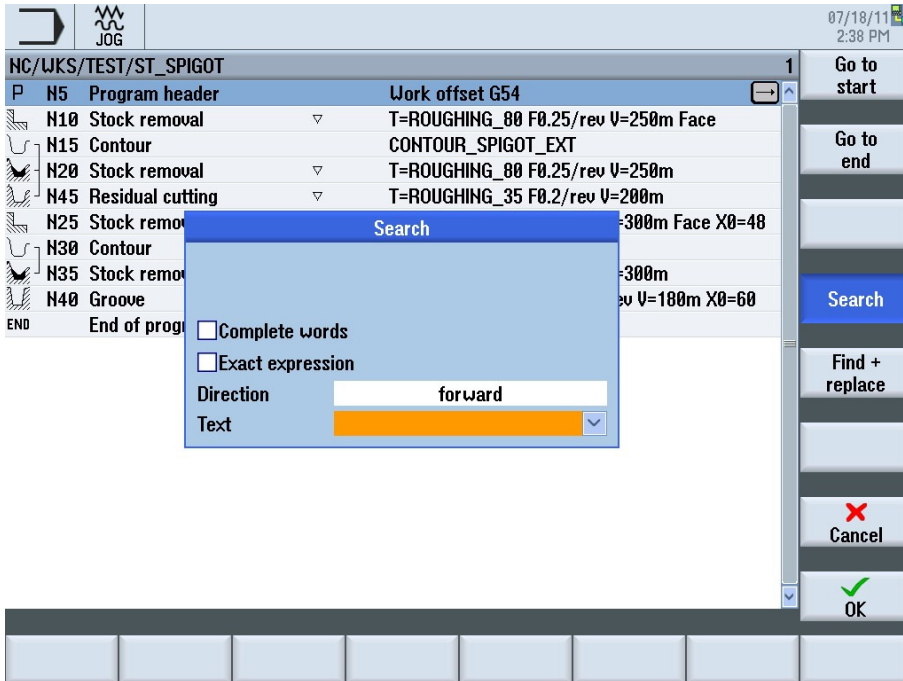 JOG
07/18/11
2:38 PM
NC/WKS/TEST/ST_SPIGOT 1
P N5 Program header Work offset G54
N10 Stock removal ▽ T=ROUGHING_80 F0.25/rev V=250m Face
N15 Contour CONTOUR_SPIGOT_EXT
N20 Stock removal ▽ T=ROUGHING_80 F0.25/rev V=250m
N45 Residual cutting ▽ T=ROUGHING_35 F0.2/rev V=200m
N25 Stock =300m Face X0=48
N30 Contour
N35 Stock =300m
N40 Groove V=180m X0=60
END End of
Search
Complete words
Exact expression
Direction forward
Text
Go to
start
Go to
end
Search
Find +
replace
Cancel
OK